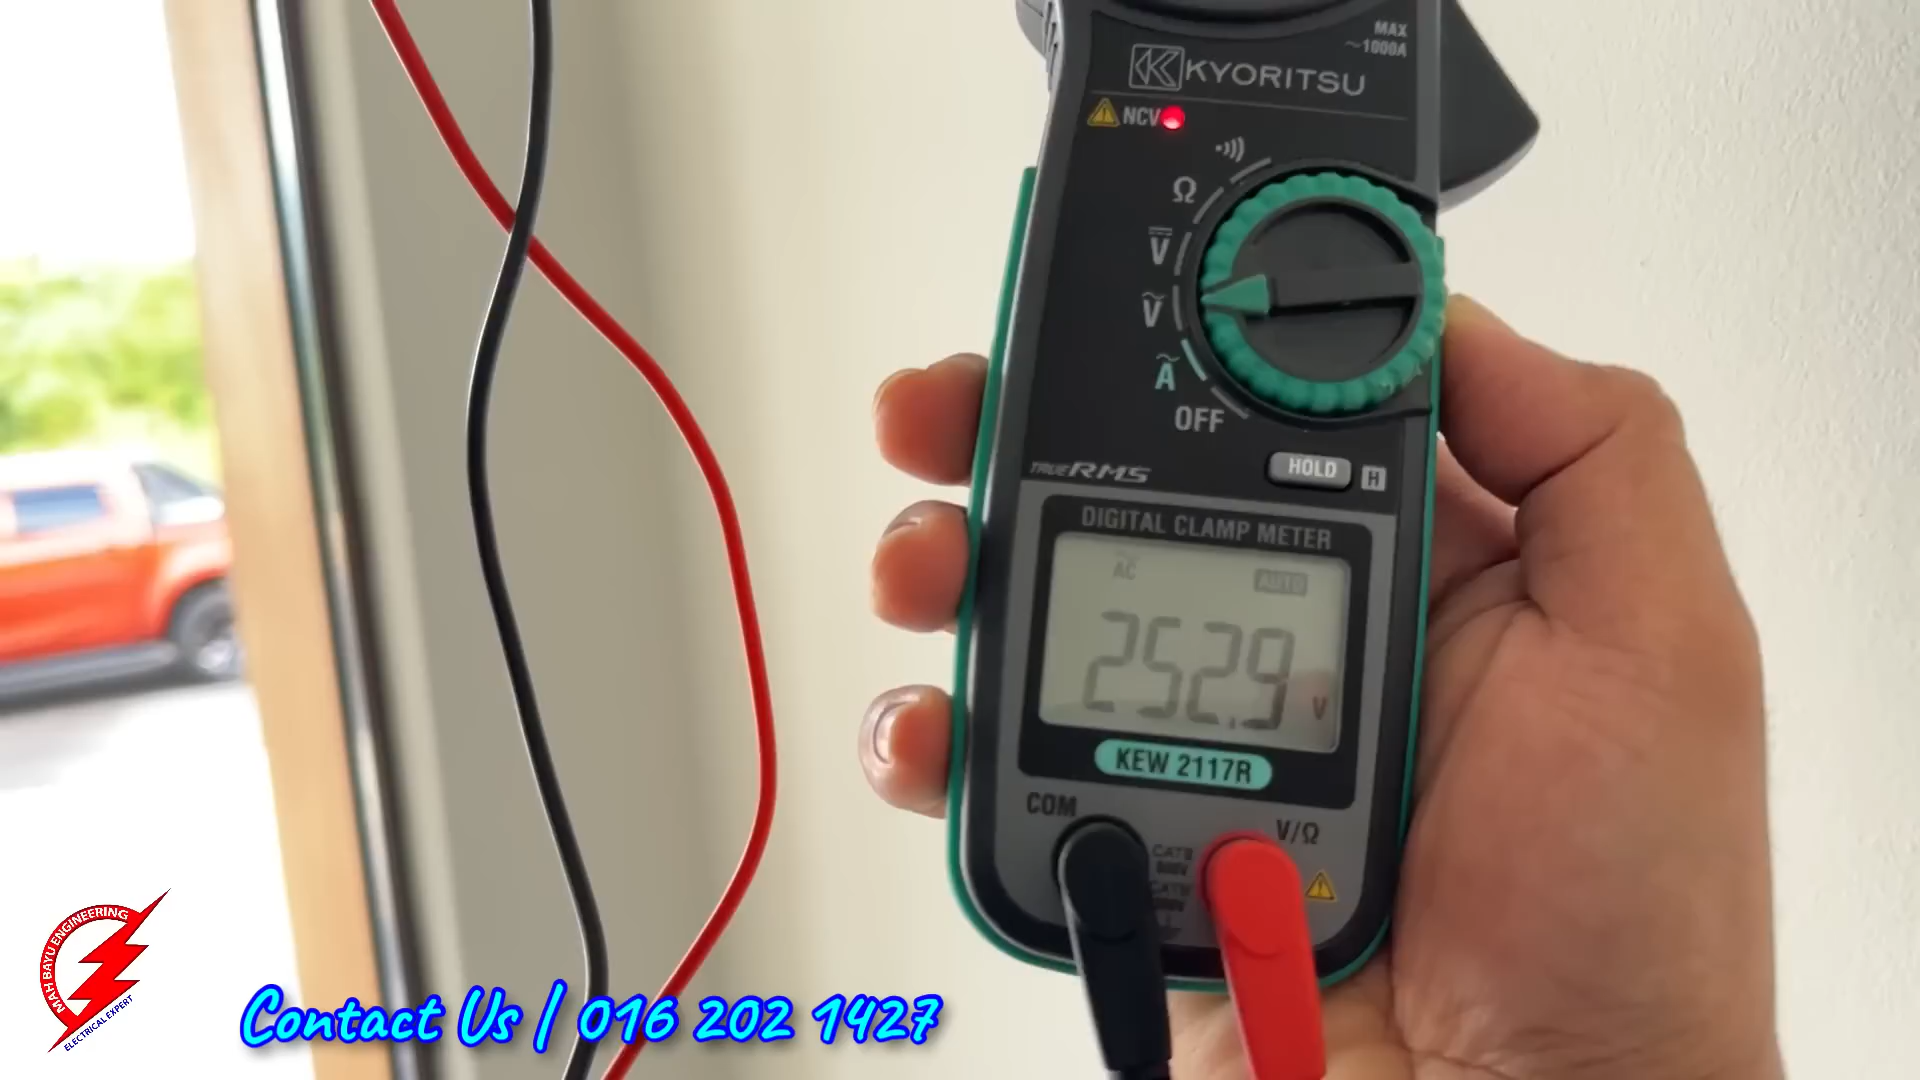 MAX
~1000A
KYORITSU
NCV
Ω
V
V
A
OFF
TRUE RMS
HOLD H
DIGITAL CLAMP METER
AC AUTO
252.9 V
KEW 2117R
COM
V/Ω
MAH BAYU ENGINEERING
ELECTRICAL EXPERT
Contact Us | 016 202 1427